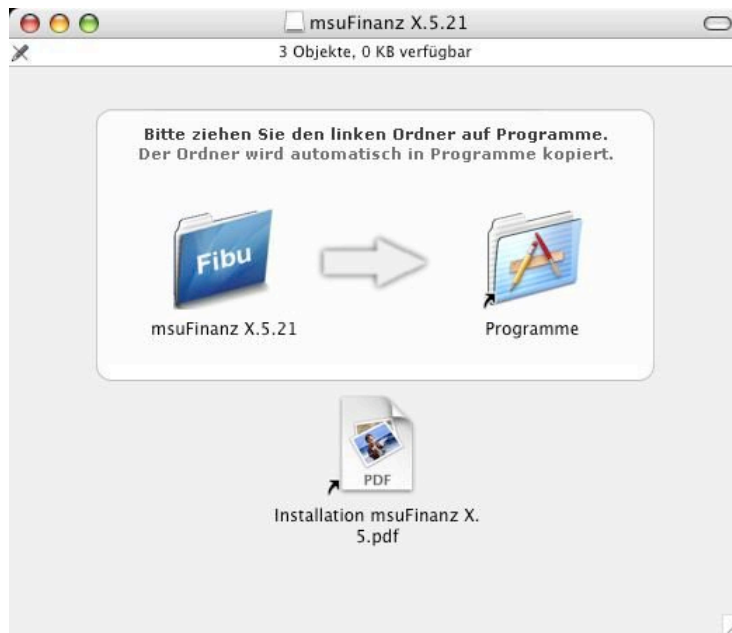 msuFinanz X.5.21
3 Objekte, 0 KB verfügbar
Bitte ziehen Sie den linken Ordner auf Programme.
Der Ordner wird automatisch in Programme kopiert.
Fibu
msuFinanz X.5.21
Programme
PDF
Installation msuFinanz X.
5.pdf